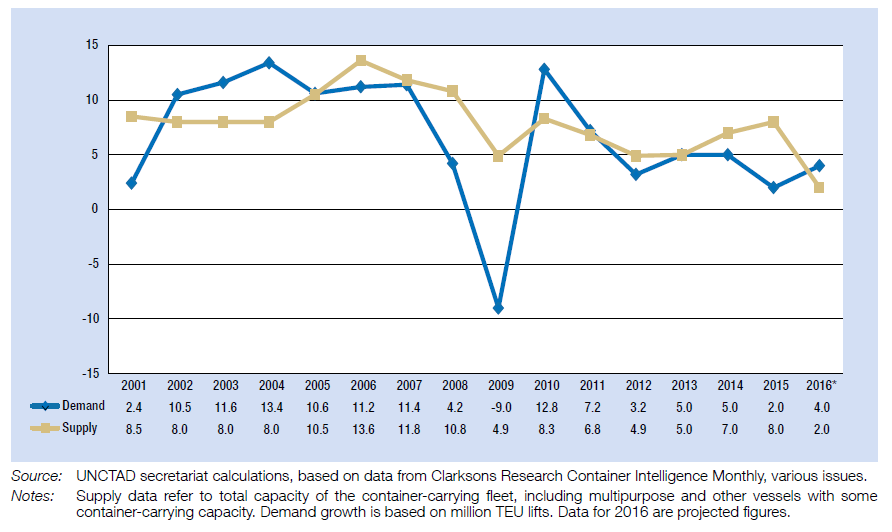 15
10
5
0
-5
-10
-15
2001 2002 2003 2004 2005 2006 2007 2008 2009 2010 2011 2012 2013 2014 2015 2016*
Demand 2.4 10.5 11.6 13.4 10.6 11.2 11.4 4.2 -9.0 12.8 7.2 3.2 5.0 5.0 2.0 4.0
Supply 8.5 8.0 8.0 8.0 10.5 13.6 11.8 10.8 4.9 8.3 6.8 4.9 5.0 7.0 8.0 2.0
Source: UNCTAD secretariat calculations, based on data from Clarksons Research Container Intelligence Monthly, various issues.
Notes: Supply data refer to total capacity of the container-carrying fleet, including multipurpose and other vessels with some
container-carrying capacity. Demand growth is based on million TEU lifts. Data for 2016 are projected figures.